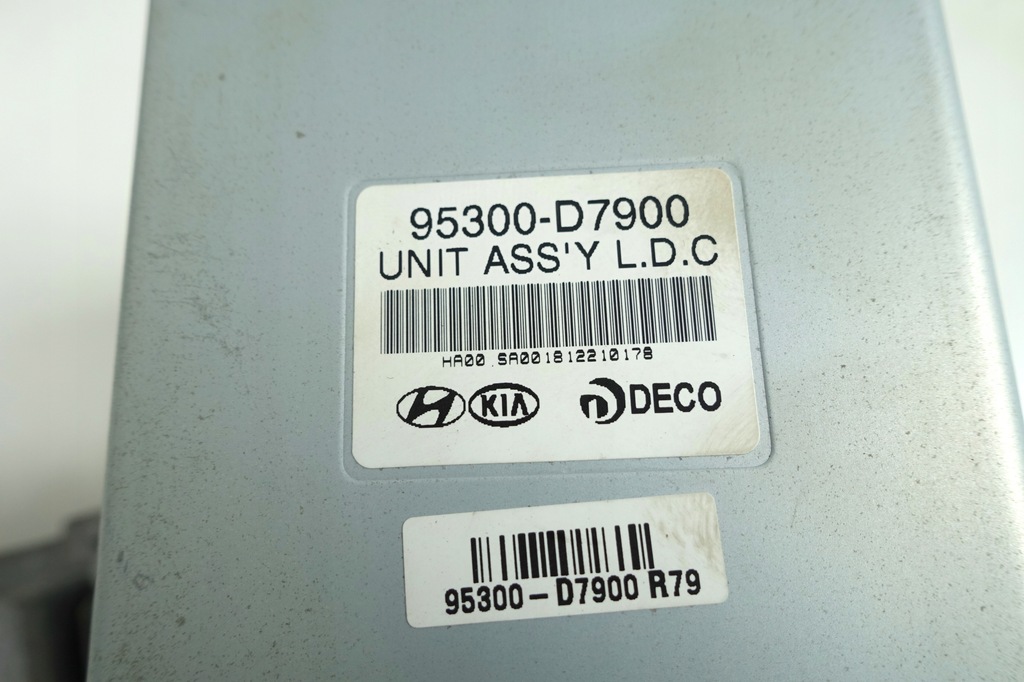 95300-D7900
UNIT ASS'Y L.D.C
HA00 SA001812210178
KIA DECO
95300-D7900 R79